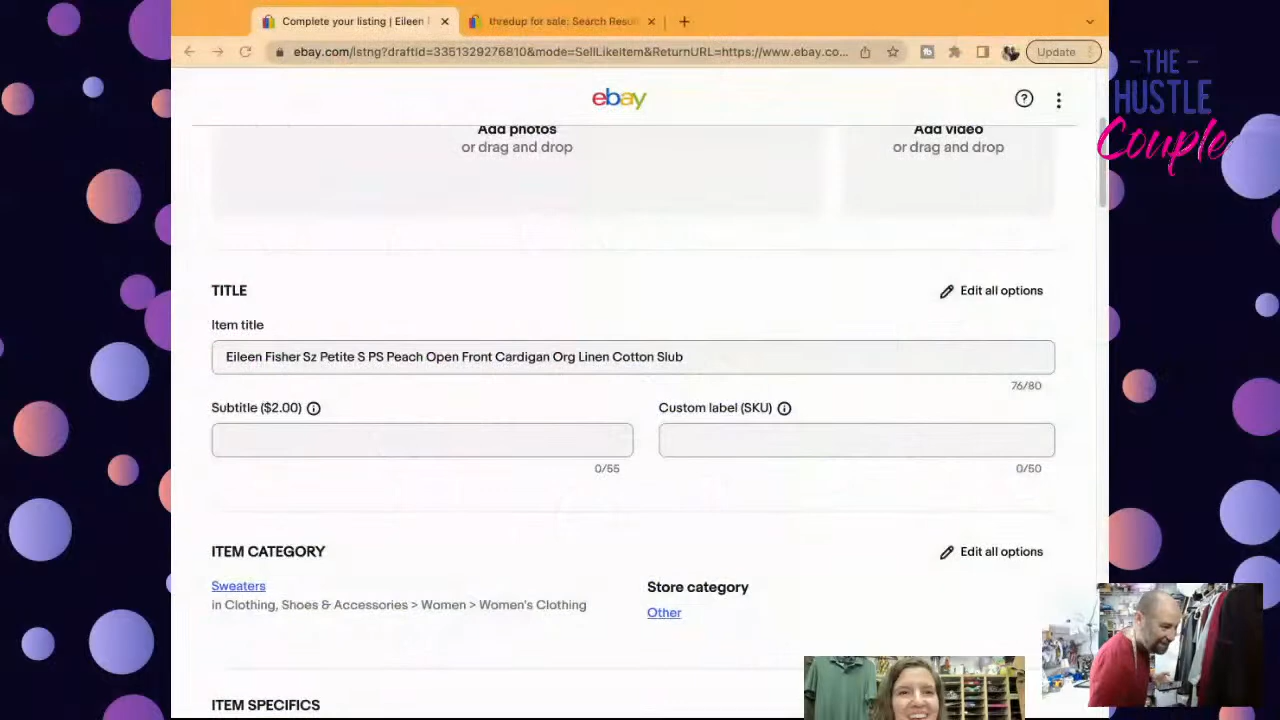 Complete your listing | Eileen
thredup for sale: Search Resu
ebay.com/lstng?draftid=3351329276810&mode=SellLikeItem&ReturnURL=https://www.ebay.co...
Update
-THE-
HUSTLE
Couple
ebay
Add photos
or drag and drop
Add video
or drag and drop
TITLE
Edit all options
Item title
Eileen Fisher Sz Petite S PS Peach Open Front Cardigan Org Linen Cotton Slub
76/80
Subtitle ($2.00)
Custom label (SKU)
0/55
0/50
ITEM CATEGORY
Edit all options
Sweaters
in Clothing, Shoes & Accessories > Women > Women's Clothing
Store category
Other
ITEM SPECIFICS